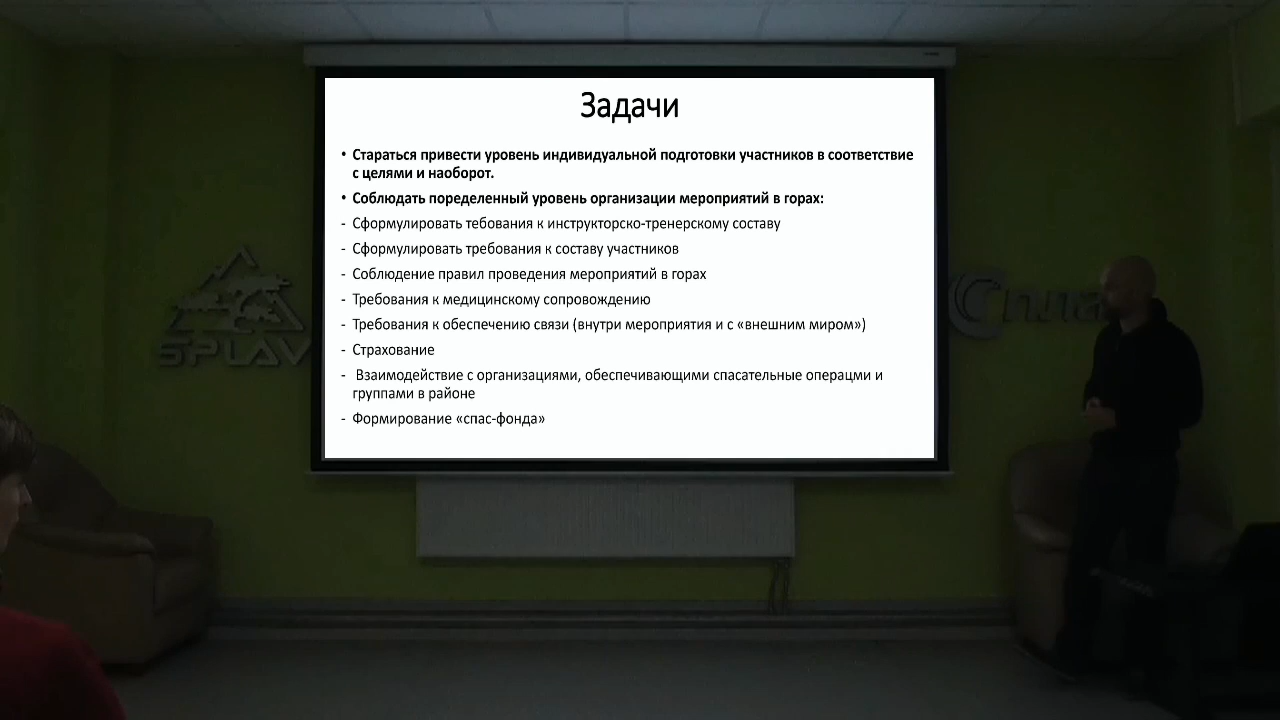 Задачи
• Стараться привести уровень индивидуальной подготовки участников в соответствие
с целями и наоборот.
• Соблюдать поределенный уровень организации мероприятий в горах:
- Сформулировать тебования к инструкторско-тренерскому составу
- Сформулировать требования к составу участников
- Соблюдение правил проведения мероприятий в горах
- Требования к медицинскому сопровождению
- Требования к обеспечению связи (внутри мероприятия и с «внешним миром»)
- Страхование
- Взаимодействие с организациями, обеспечивающими спасательные операцми и
группами в районе
- Формирование «спас-фонда»
SPLAV
Спла